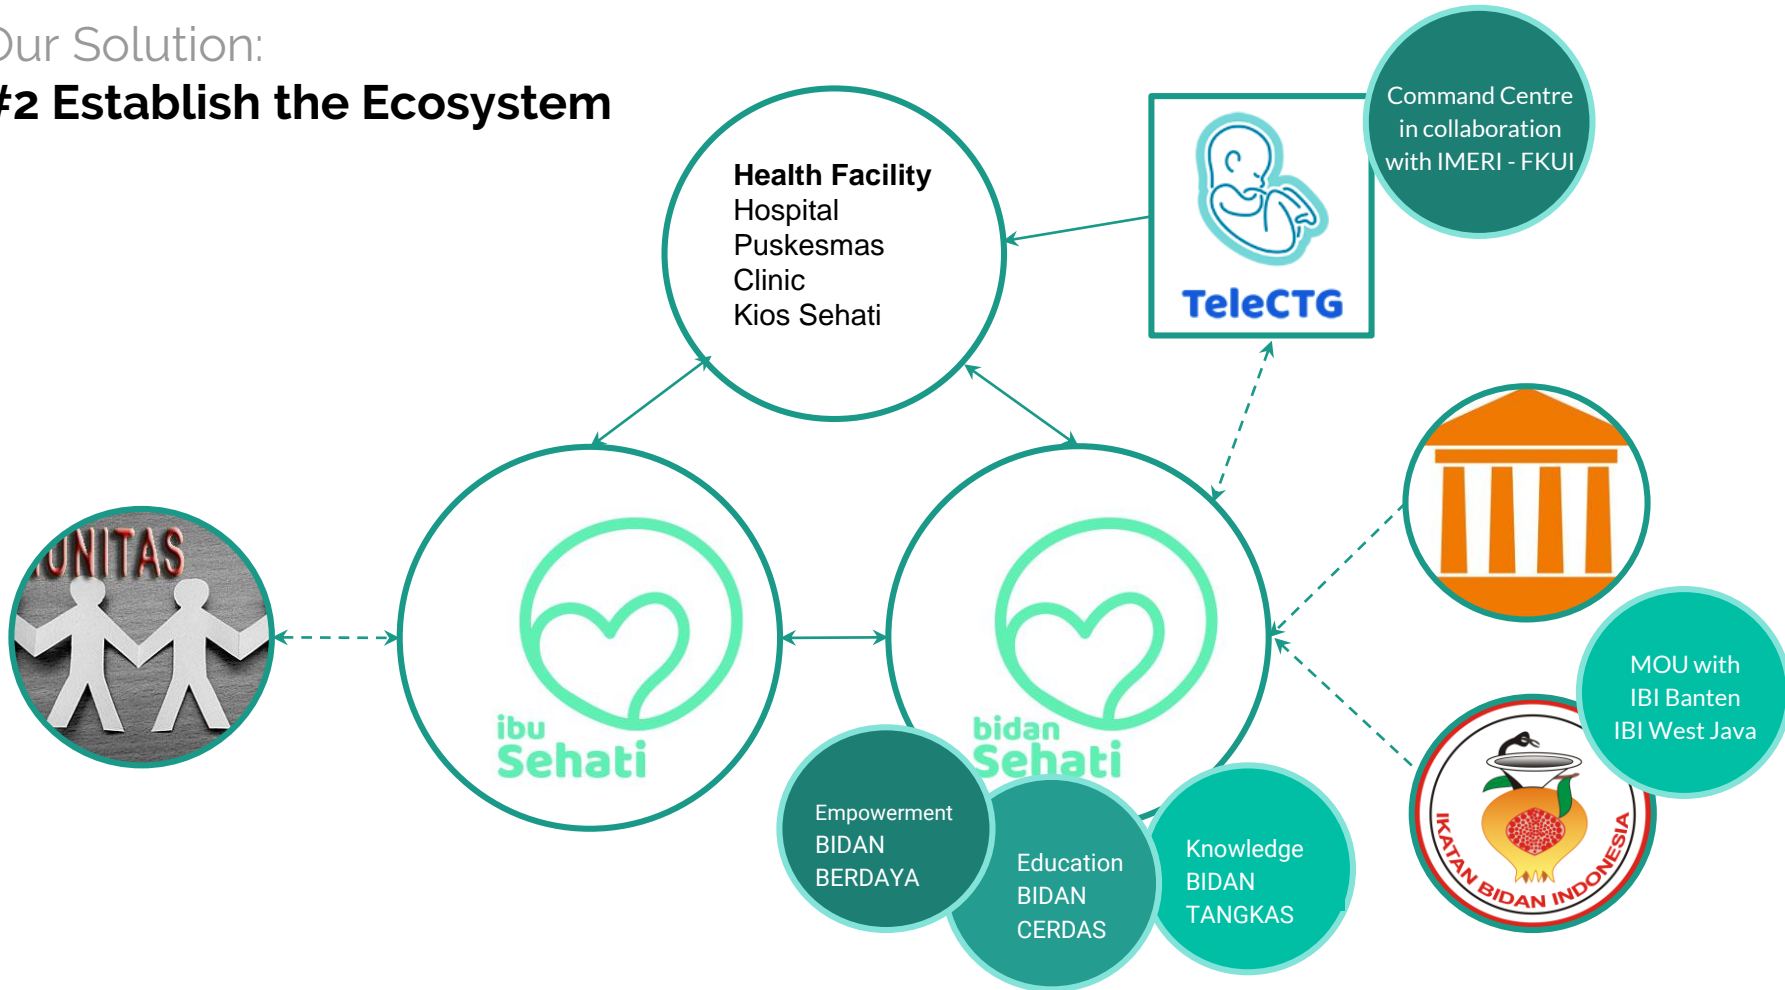 Our Solution:
#2 Establish the Ecosystem
Command Centre
in collaboration
with IMERI - FKUI
Health Facility
Hospital
Puskesmas
Clinic
Kios Sehati
TeleCTG
UNITAS
ibu
Sehati
bidan
Sehati
MOU with
IBI Banten
IBI West Java
IKATAN BIDAN INDONESIA
Empowerment
BIDAN
BERDAYA
Education
BIDAN
CERDAS
Knowledge
BIDAN
TANGKAS